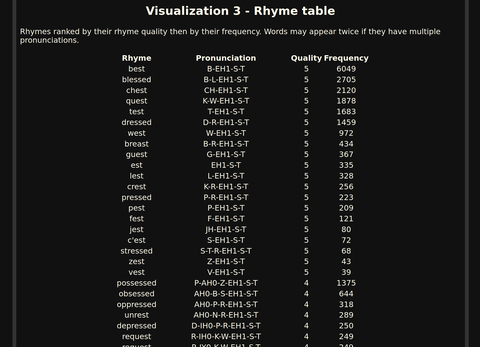 Visualization 3 - Rhyme table
Rhymes ranked by their rhyme quality then by their frequency. Words may appear twice if they have multiple
pronunciations.
Rhyme Pronunciation Quality Frequency
best B-EH1-S-T 5 6049
blessed B-L-EH1-S-T 5 2705
chest CH-EH1-S-T 5 2120
quest K-W-EH1-S-T 5 1878
test T-EH1-S-T 5 1683
dressed D-R-EH1-S-T 5 1459
west W-EH1-S-T 5 972
breast B-R-EH1-S-T 5 434
guest G-EH1-S-T 5 367
est EH1-S-T 5 335
lest L-EH1-S-T 5 328
crest K-R-EH1-S-T 5 256
pressed P-R-EH1-S-T 5 223
pest P-EH1-S-T 5 209
fest F-EH1-S-T 5 121
jest JH-EH1-S-T 5 80
c'est S-EH1-S-T 5 72
stressed S-T-R-EH1-S-T 5 68
zest Z-EH1-S-T 5 43
vest V-EH1-S-T 5 39
possessed P-AH0-Z-EH1-S-T 4 1375
obsessed AH0-B-S-EH1-S-T 4 644
oppressed AH0-P-R-EH1-S-T 4 318
unrest AH0-N-R-EH1-S-T 4 289
depressed D-IH0-P-R-EH1-S-T 4 250
request R-IH0-K-W-EH1-S-T 4 249
request R-IY0-K-W-EH1-S-T 4 249